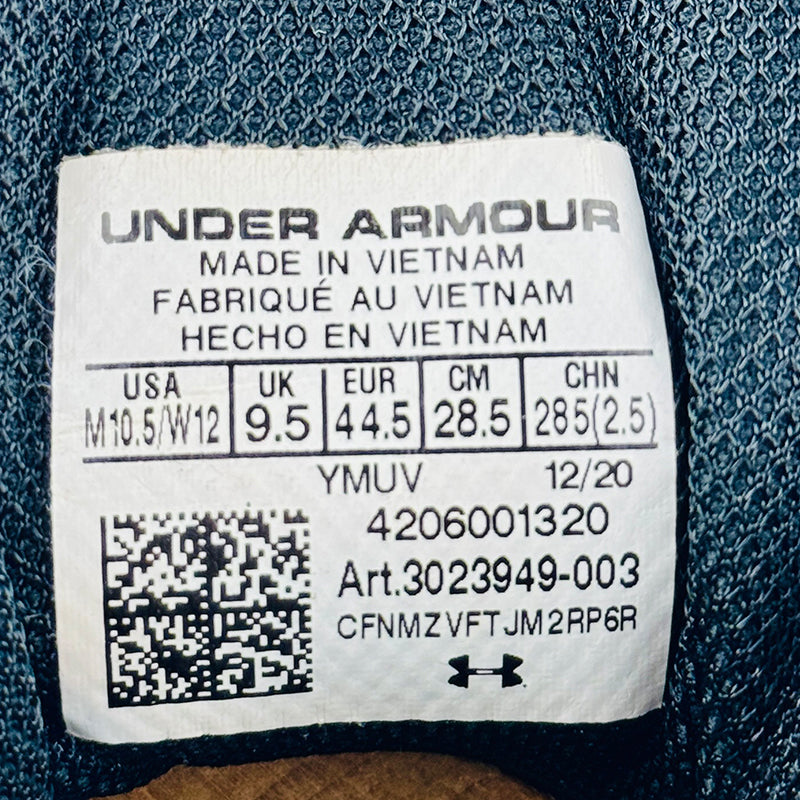 UNDER ARMOUR
MADE IN VIETNAM
FABRIQUÉ AU VIETNAM
HECHO EN VIETNAM
USA UK EUR CM CHN
M10.5/W12 9.5 44.5 28.5 285(2.5)
YMUV 12/20
4206001320
Art.3023949-003
CFNMZVFTJM2RP6R